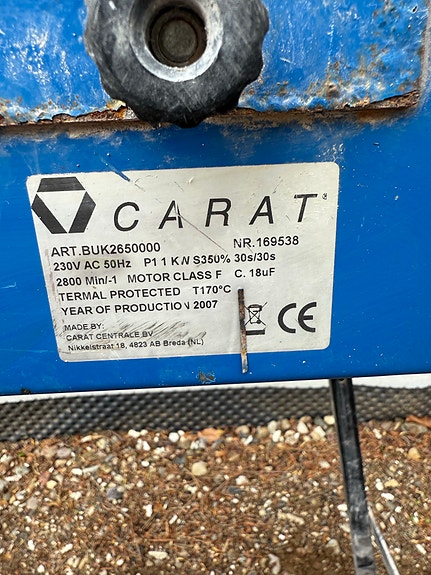 CARAT
ART.BUK2650000 NR.169538
230V AC 50Hz P1 1 KW S350% 30s/30s
2800 Min/-1 MOTOR CLASS F C. 18uF
TERMAL PROTECTED T170°C
YEAR OF PRODUCTION 2007
MADE BY:
CARAT CENTRALE BV
Nikkelstraat 18, 4823 AB Breda (NL)
CE